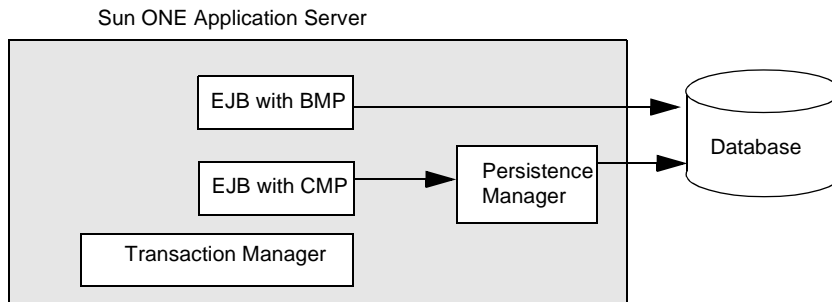 Sun ONE Application Server
EJB with BMP
EJB with CMP
Persistence
Manager
Database
Transaction Manager